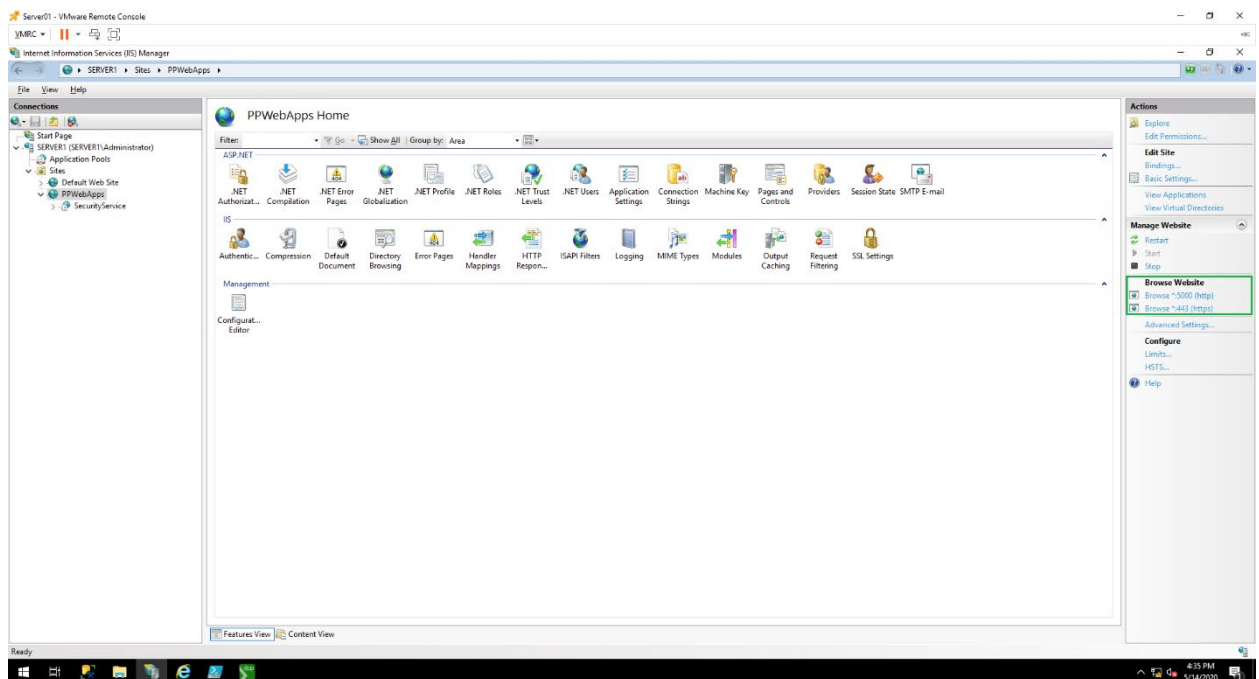 Server01 - VMware Remote Console
VMRC
Internet Information Services (IIS) Manager
SERVER1 Sites PPWebApps
File View Help
Connections
Start Page
SERVER1 (SERVER1\Administrator)
Application Pools
Sites
Default Web Site
PPWebApps
SecurityService
PPWebApps Home
Filter: Go Show All Group by: Area
ASP.NET
.NET Authorizat... .NET Compilation .NET Error Pages .NET Globalization .NET Profile .NET Roles .NET Trust Levels .NET Users Application Settings Connection Strings Machine Key Pages and Controls Providers Session State SMTP E-mail
IIS
Authentic... Compression Default Document Directory Browsing Error Pages Handler Mappings HTTP Respon... ISAPI Filters Logging MIME Types Modules Output Caching Request Filtering SSL Settings
Management
Configurat... Editor
Features View Content View
Actions
Explore
Edit Permissions...
Edit Site
Bindings...
Basic Settings...
View Applications
View Virtual Directories
Manage Website
Restart
Start
Stop
Browse Website
Browse *:5000 (http)
Browse *:443 (https)
Advanced Settings...
Configure
Limits...
HSTS...
Help
Ready
4:35 PM
5/14/2020